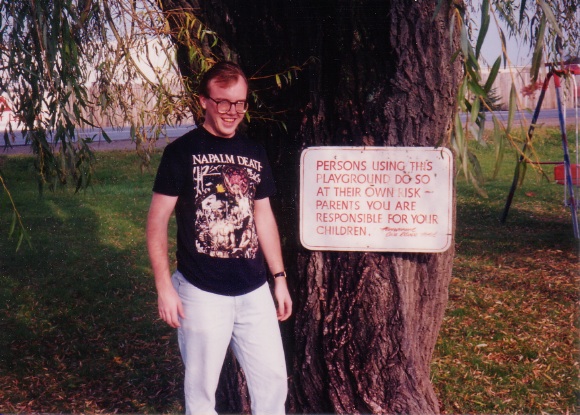 NAPALM DEATH
PERSONS USING THIS
PLAYGROUND DO SO
AT THEIR OWN RISK –
PARENTS YOU ARE
RESPONSIBLE FOR YOUR
CHILDREN.